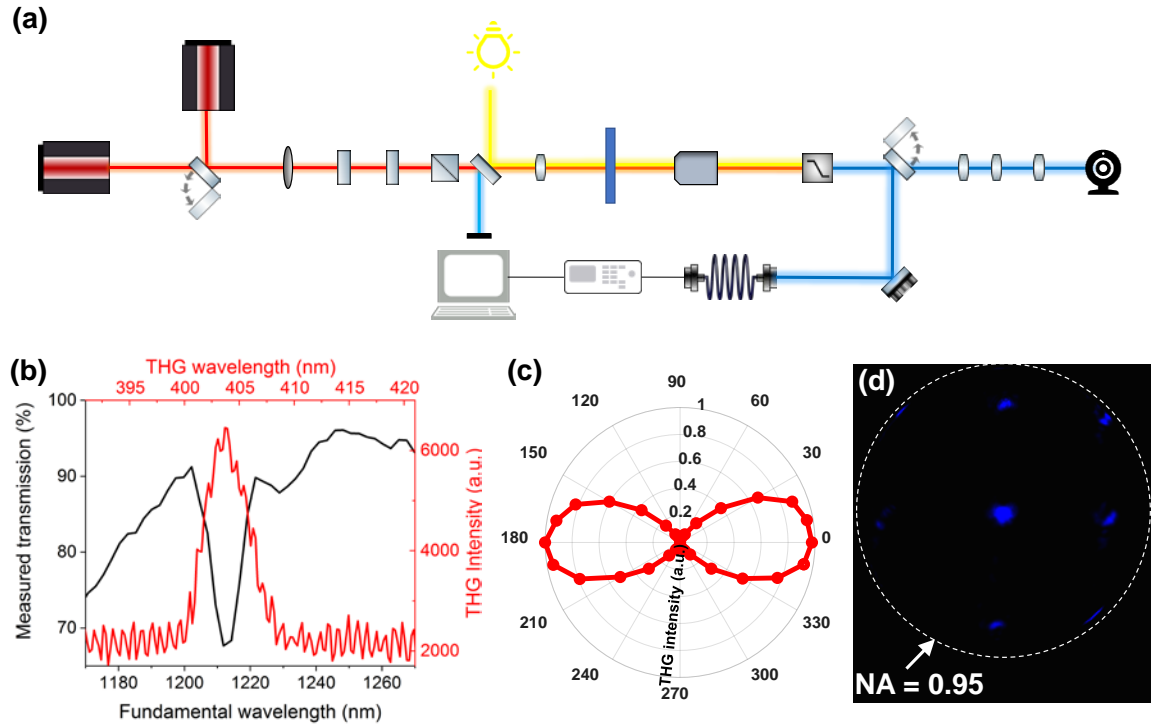 (a)
(b)
THG wavelength (nm)
395 400 405 410 415 420
100
90
80
70
Measured transmission (%)
6000
4000
2000
THG Intensity (a.u.)
1180 1200 1220 1240 1260
Fundamental wavelength (nm)
(c)
90
120 60
1
0.8
150 30
0.6
0.4
0.2
180 0
THG intensity (a.u.)
210 330
240 300
270
(d)
NA = 0.95